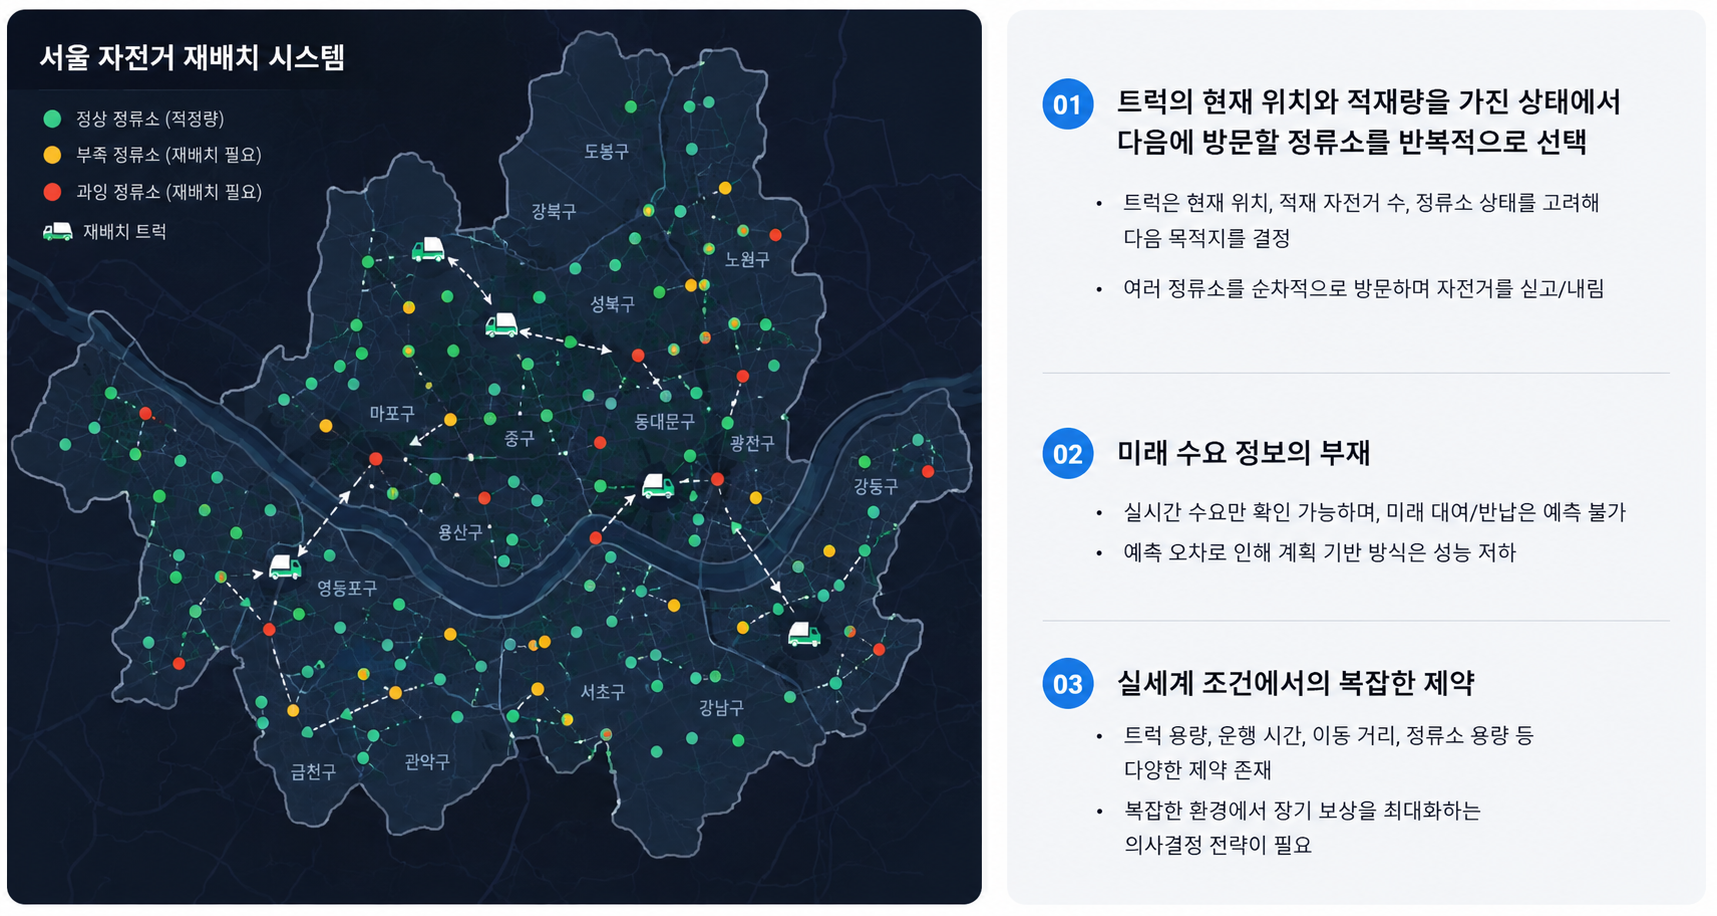 서울 자전거 재배치 시스템
정상 정류소 (적정량)
부족 정류소 (재배치 필요)
과잉 정류소 (재배치 필요)
재배치 트럭
도봉구
강북구
노원구
성북구
마포구
중구
동대문구
광전구
강둥구
용산구
영등포구
서초구
강남구
관악구
금천구
01 트럭의 현재 위치와 적재량을 가진 상태에서
다음에 방문할 정류소를 반복적으로 선택
• 트럭은 현재 위치, 적재 자전거 수, 정류소 상태를 고려해
다음 목적지를 결정
• 여러 정류소를 순차적으로 방문하며 자전거를 싣고/내림
02 미래 수요 정보의 부재
• 실시간 수요만 확인 가능하며, 미래 대여/반납은 예측 불가
• 예측 오차로 인해 계획 기반 방식은 성능 저하
03 실세계 조건에서의 복잡한 제약
• 트럭 용량, 운행 시간, 이동 거리, 정류소 용량 등
다양한 제약 존재
• 복잡한 환경에서 장기 보상을 최대화하는
의사결정 전략이 필요